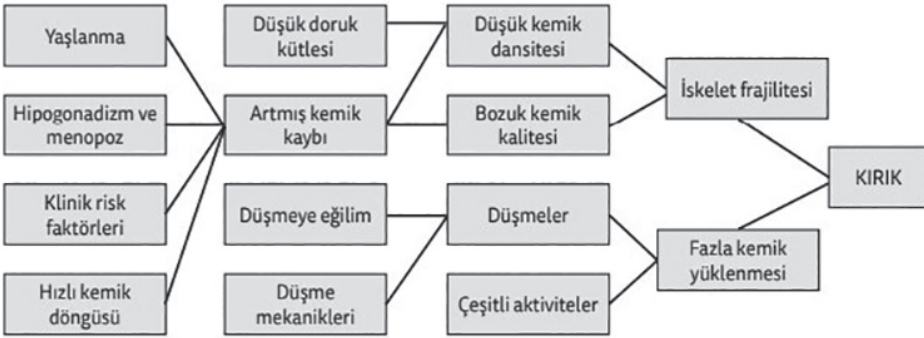 Yaşlanma
Hipogonadizm ve
menopoz
Klinik risk
faktörleri
Hızlı kemik
döngüsü
Düşük doruk
kütlesi
Artmış kemik
kaybı
Düşmeye eğilim
Düşme
mekanikleri
Düşük kemik
dansitesi
Bozuk kemik
kalitesi
Düşmeler
Çeşitli aktiviteler
İskelet frajilitesi
Fazla kemik
yüklenmesi
KIRIK